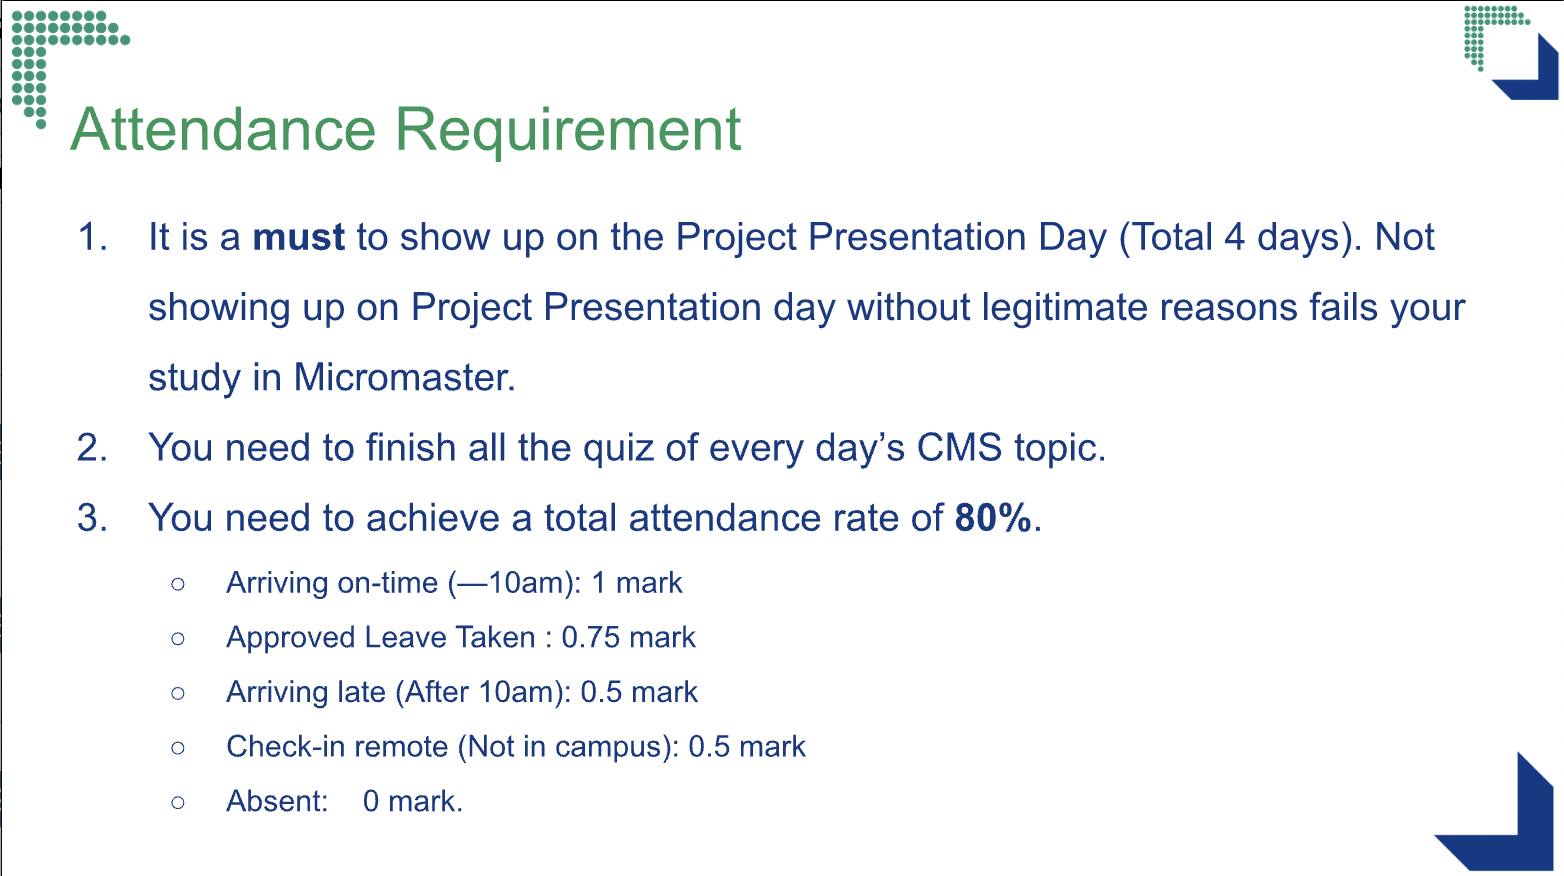 Attendance Requirement
1. It is a must to show up on the Project Presentation Day (Total 4 days). Not
showing up on Project Presentation day without legitimate reasons fails your
study in Micromaster.
2. You need to finish all the quiz of every day’s CMS topic.
3. You need to achieve a total attendance rate of 80%.
○ Arriving on-time (—10am): 1 mark
○ Approved Leave Taken : 0.75 mark
○ Arriving late (After 10am): 0.5 mark
○ Check-in remote (Not in campus): 0.5 mark
○ Absent: 0 mark.